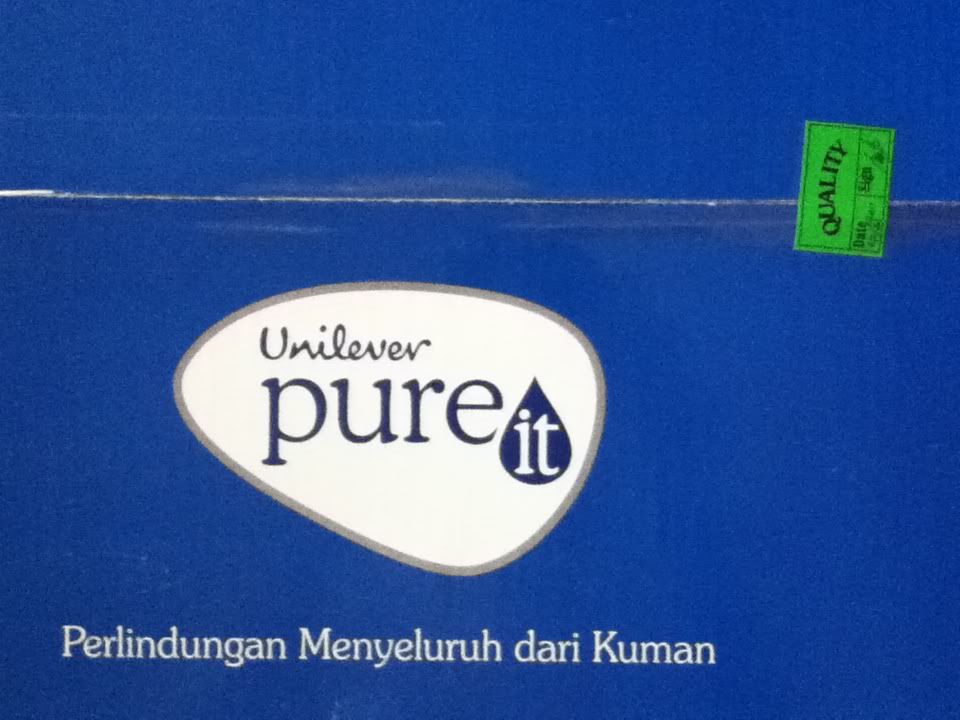 QUALITY
Date
Sign
Unilever
pure it
Perlindungan Menyeluruh dari Kuman